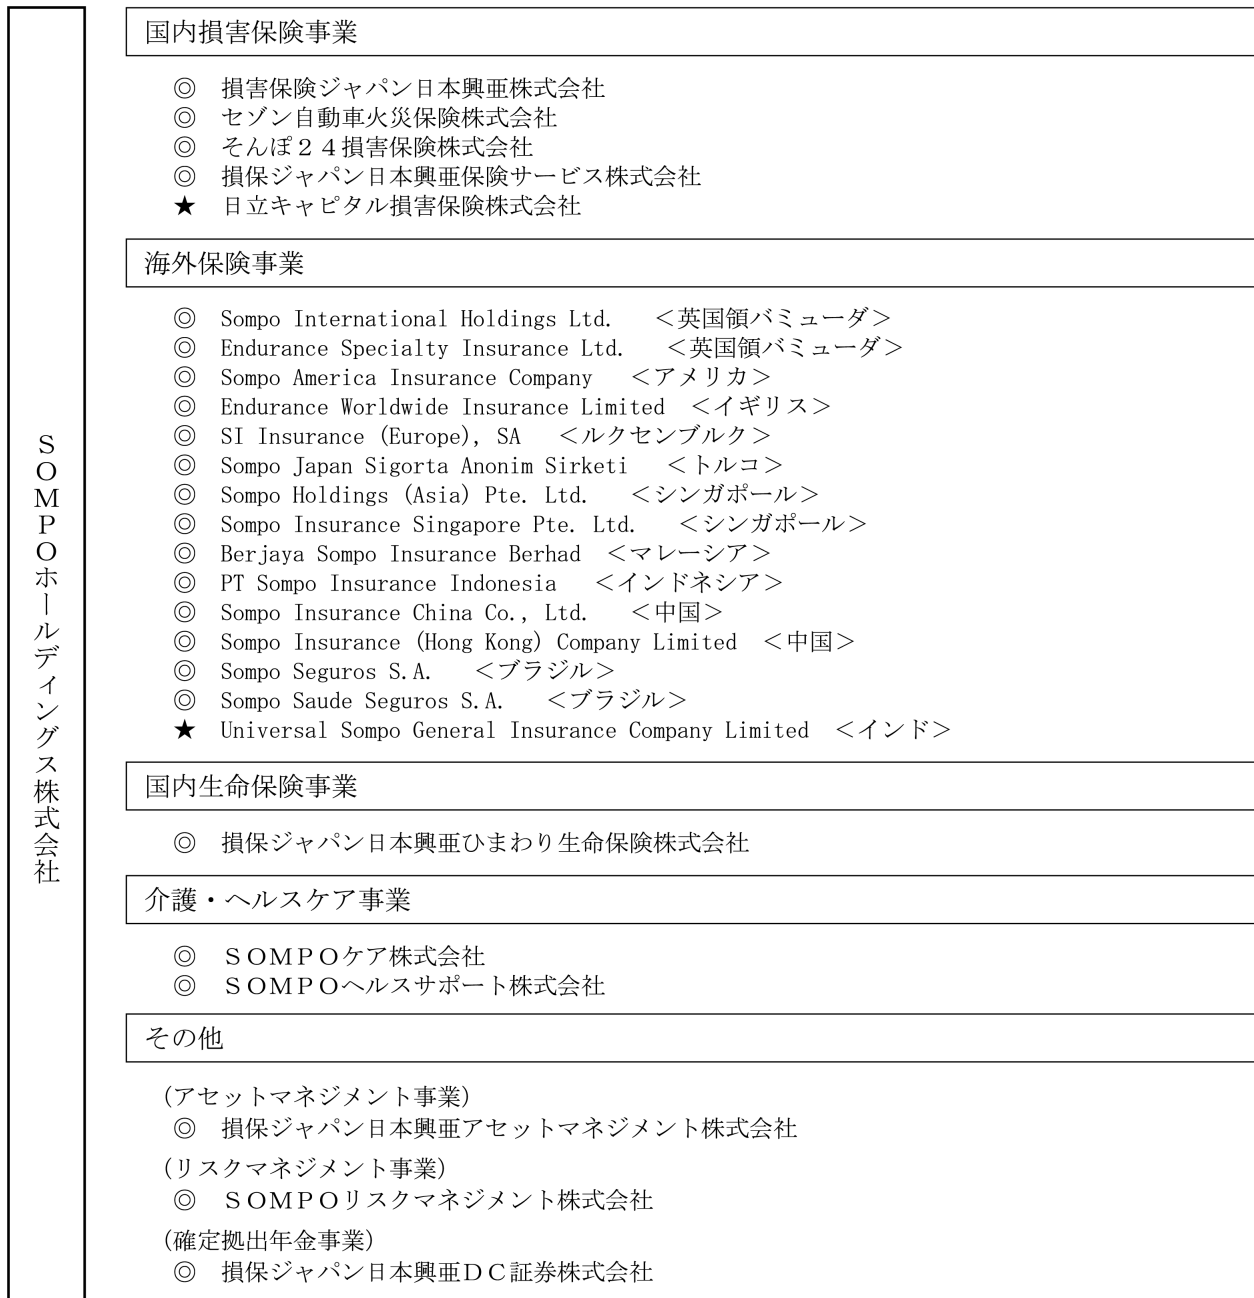 ＳＯＭＰＯホールディングス株式会社
国内損害保険事業
◎　損害保険ジャパン日本興亜株式会社
◎　セゾン自動車火災保険株式会社
◎　そんぽ２４損害保険株式会社
◎　損保ジャパン日本興亜保険サービス株式会社
★　日立キャピタル損害保険株式会社
海外保険事業
◎　Sompo International Holdings Ltd.　＜英国領バミューダ＞
◎　Endurance Specialty Insurance Ltd.　＜英国領バミューダ＞
◎　Sompo America Insurance Company　＜アメリカ＞
◎　Endurance Worldwide Insurance Limited　＜イギリス＞
◎　SI Insurance (Europe), SA　＜ルクセンブルク＞
◎　Sompo Japan Sigorta Anonim Sirketi　＜トルコ＞
◎　Sompo Holdings (Asia) Pte. Ltd.　＜シンガポール＞
◎　Sompo Insurance Singapore Pte. Ltd.　＜シンガポール＞
◎　Berjaya Sompo Insurance Berhad　＜マレーシア＞
◎　PT Sompo Insurance Indonesia　＜インドネシア＞
◎　Sompo Insurance China Co., Ltd.　＜中国＞
◎　Sompo Insurance (Hong Kong) Company Limited　＜中国＞
◎　Sompo Seguros S.A.　＜ブラジル＞
◎　Sompo Saude Seguros S.A.　＜ブラジル＞
★　Universal Sompo General Insurance Company Limited　＜インド＞
国内生命保険事業
◎　損保ジャパン日本興亜ひまわり生命保険株式会社
介護・ヘルスケア事業
◎　ＳＯＭＰＯケア株式会社
◎　ＳＯＭＰＯヘルスサポート株式会社
その他
(アセットマネジメント事業)
◎　損保ジャパン日本興亜アセットマネジメント株式会社
(リスクマネジメント事業)
◎　ＳＯＭＰＯリスクマネジメント株式会社
(確定拠出年金事業)
◎　損保ジャパン日本興亜ＤＣ証券株式会社